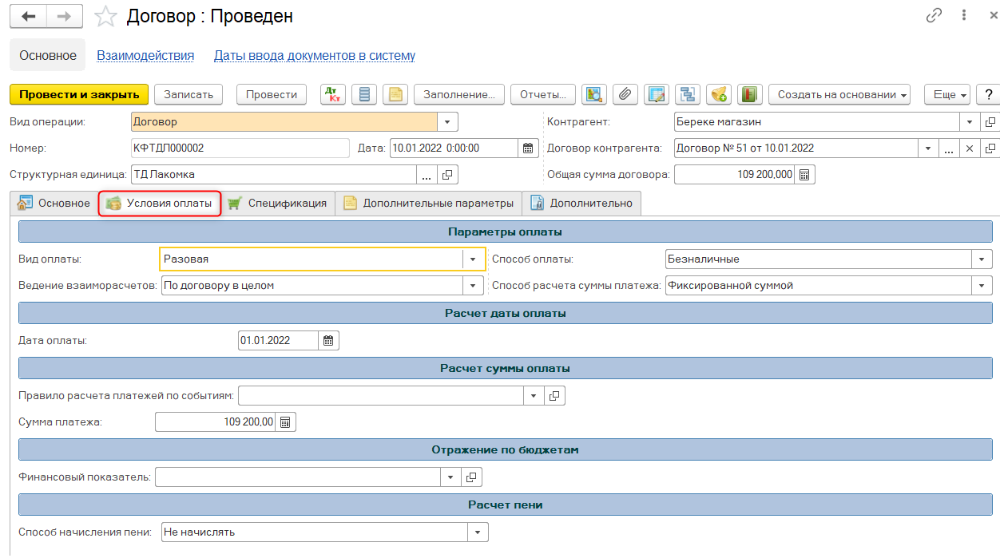 Договор : Проведен
Основное Взаимодействия Даты ввода документов в систему
Провести и закрыть Записать Провести Дт Кт Заполнение... Отчеты... Создать на основании Еще ?
Вид операции: Договор Контрагент: Береке магазин
Номер: КФТДЛ000002 Дата: 10.01.2022 0:00:00 Договор контрагента: Договор № 51 от 10.01.2022 ...
Структурная единица: ТД Лакомка ... Общая сумма договора: 109 200,000
Основное Условия оплаты Спецификация Дополнительные параметры Дополнительно
Параметры оплаты
Вид оплаты: Разовая Способ оплаты: Безналичные
Ведение взаиморасчетов: По договору в целом Способ расчета суммы платежа: Фиксированной суммой
Расчет даты оплаты
Дата оплаты: 01.01.2022
Расчет суммы оплаты
Правило расчета платежей по событиям:
Сумма платежа: 109 200,00
Отражение по бюджетам
Финансовый показатель:
Расчет пени
Способ начисления пени: Не начислять